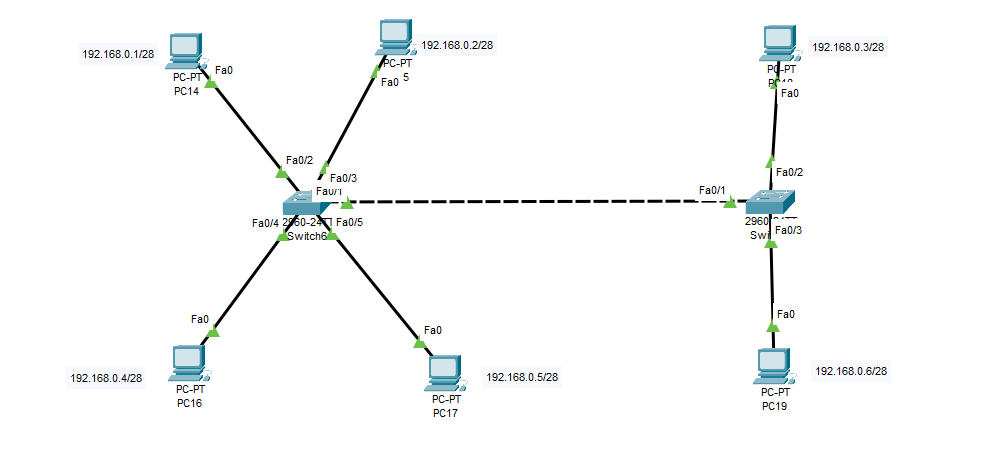 192.168.0.1/28
Fa0
PC-PT
PC14
192.168.0.2/28
PC-PT
5
Fa0
192.168.0.3/28
PC-PT
Fa0
Fa0/2
Fa0/3
Fa0/1
Fa0/4
Fa0/5
Switch6
Fa0/1
Fa0/2
2960
Fa0/3
Fa0
192.168.0.4/28
PC-PT
PC16
Fa0
192.168.0.5/28
PC-PT
PC17
Fa0
192.168.0.6/28
PC-PT
PC19